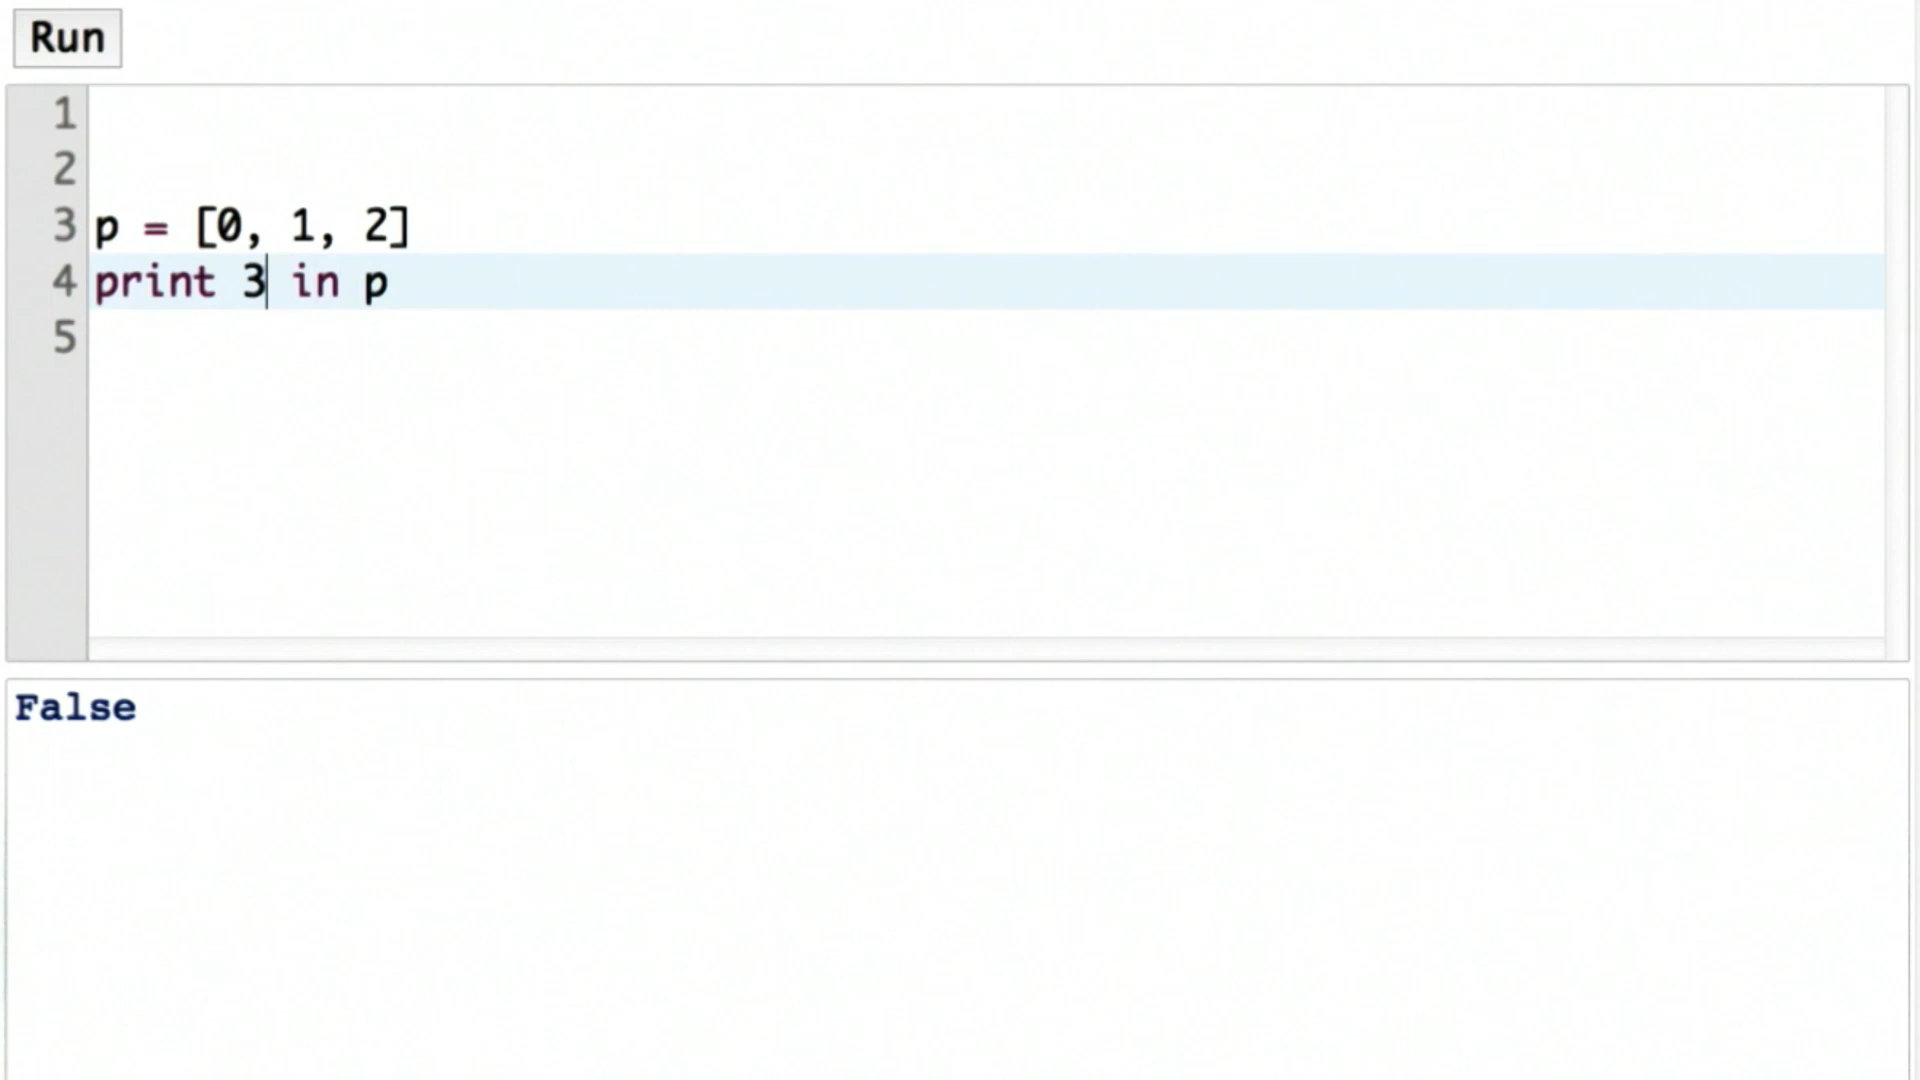 Run
1
2
3 p = [0, 1, 2]
4 print 3 in p
5
False